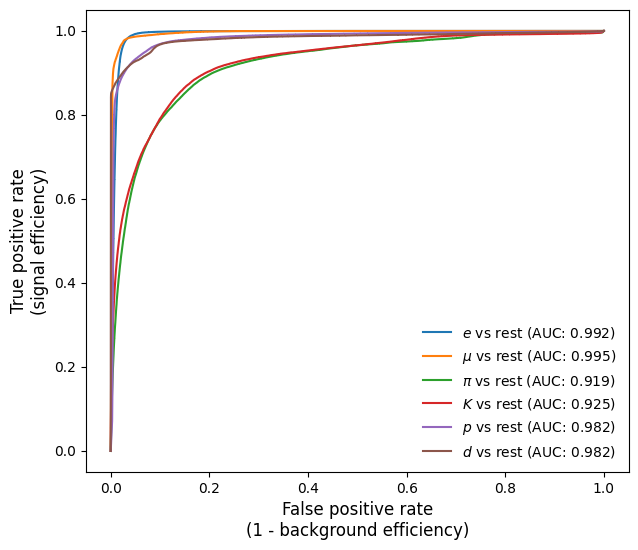 1.0
0.8
0.6
0.4
0.2
0.0
True positive rate
(signal efficiency)
e vs rest (AUC: 0.992)
μ vs rest (AUC: 0.995)
π vs rest (AUC: 0.919)
K vs rest (AUC: 0.925)
p vs rest (AUC: 0.982)
d vs rest (AUC: 0.982)
0.0 0.2 0.4 0.6 0.8 1.0
False positive rate
(1 - background efficiency)